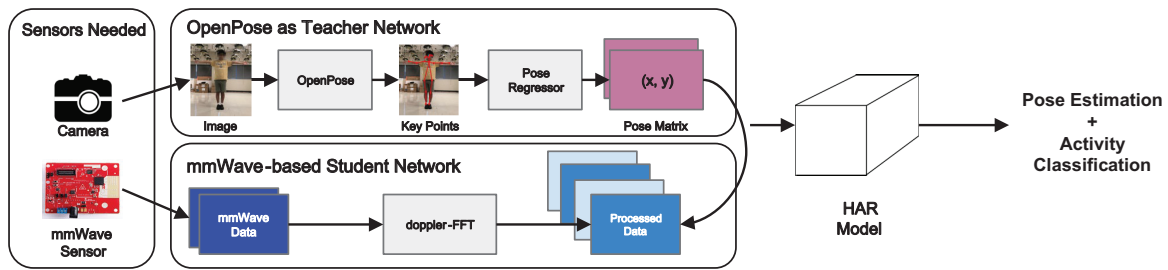 Sensors Needed
Camera
mmWave
Sensor
OpenPose as Teacher Network
Image
OpenPose
Key Points
Pose
Regressor
(x, y)
Pose Matrix
mmWave-based Student Network
mmWave
Data
doppler-FFT
Processed
Data
HAR
Model
Pose Estimation
+
Activity
Classification